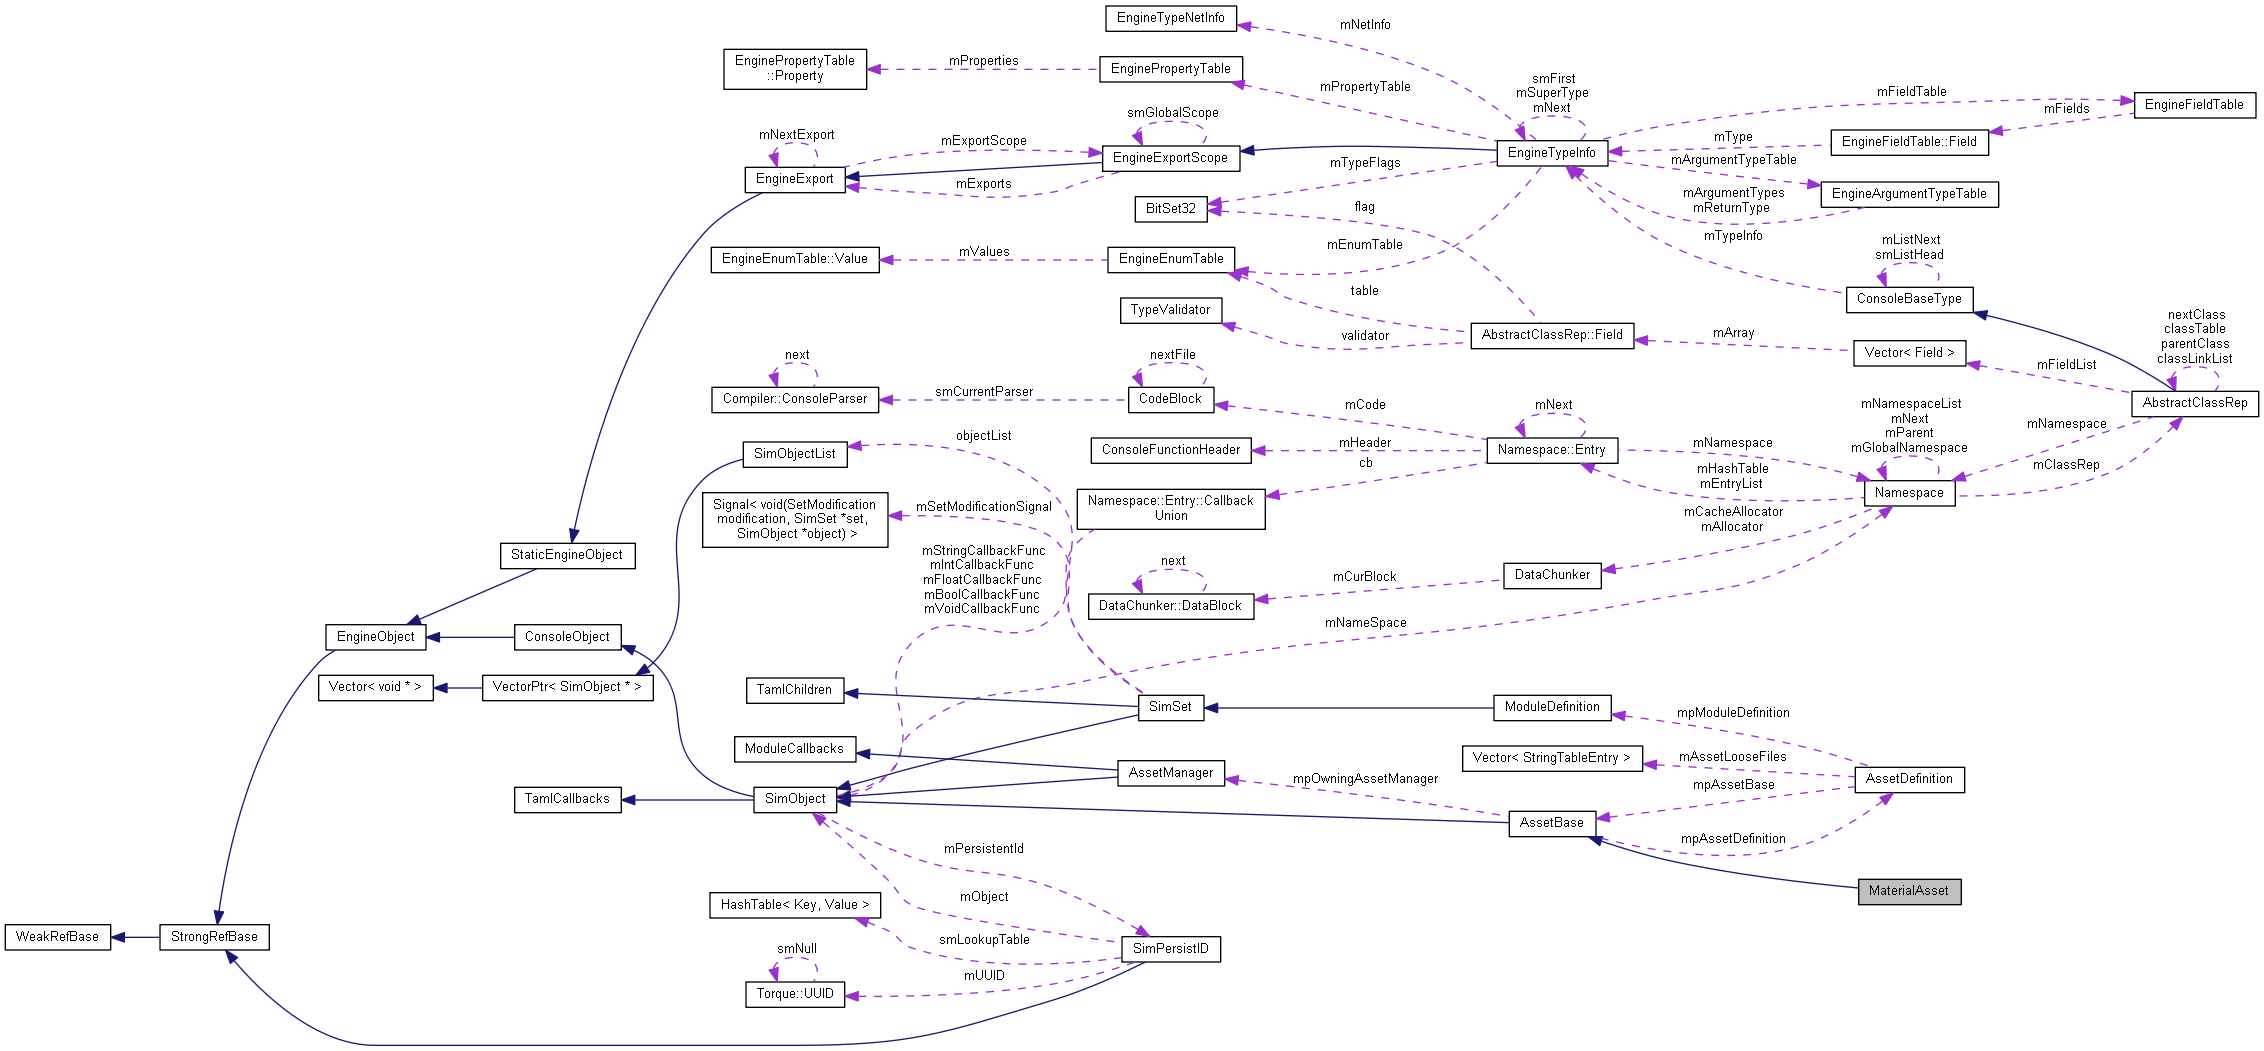 EngineTypeNetInfo
mNetInfo
EnginePropertyTable
::Property
mProperties
EnginePropertyTable
mPropertyTable
smFirst
mSuperType
mNext
EngineTypeInfo
mFieldTable
EngineFieldTable
mFields
mType
EngineFieldTable::Field
mArgumentTypeTable
EngineArgumentTypeTable
mArgumentTypes
mReturnType
mTypeInfo
mNextExport
EngineExport
mExportScope
mExports
smGlobalScope
EngineExportScope
mTypeFlags
BitSet32
flag
mEnumTable
EngineEnumTable::Value
mValues
EngineEnumTable
table
TypeValidator
validator
AbstractClassRep::Field
mArray
Vector< Field >
mFieldList
mListNext
smListHead
ConsoleBaseType
nextClass
classTable
parentClass
classLinkList
AbstractClassRep
next
Compiler::ConsoleParser
smCurrentParser
nextFile
CodeBlock
mCode
mNext
Namespace::Entry
ConsoleFunctionHeader
mHeader
cb
Namespace::Entry::Callback
Union
mNamespace
mHashTable
mEntryList
mNamespaceList
mNext
mParent
mGlobalNamespace
Namespace
mNamespace
mClassRep
mCacheAllocator
mAllocator
DataChunker
mCurBlock
next
DataChunker::DataBlock
objectList
SimObjectList
Signal< void(SetModification
modification, SimSet *set,
SimObject *object) >
mSetModificationSignal
mStringCallbackFunc
mIntCallbackFunc
mFloatCallbackFunc
mBoolCallbackFunc
mVoidCallbackFunc
mNameSpace
StaticEngineObject
EngineObject
ConsoleObject
Vector< void * >
VectorPtr< SimObject * >
TamlChildren
SimSet
ModuleDefinition
mpModuleDefinition
ModuleCallbacks
AssetManager
mpOwningAssetManager
Vector< StringTableEntry >
mAssetLooseFiles
AssetDefinition
mpAssetBase
mpAssetDefinition
AssetBase
TamlCallbacks
SimObject
mPersistentId
mObject
MaterialAsset
HashTable< Key, Value >
smLookupTable
mUUID
SimPersistID
smNull
Torque::UUID
WeakRefBase
StrongRefBase